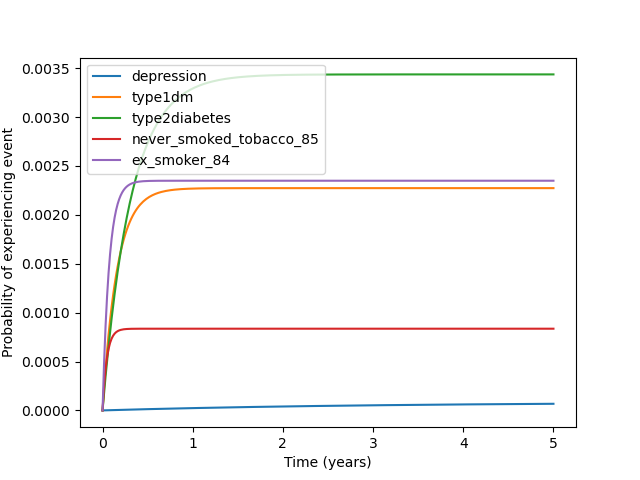 0.0035
0.0030
0.0025
0.0020
0.0015
0.0010
0.0005
0.0000
Probability of experiencing event
depression
type1dm
type2diabetes
never_smoked_tobacco_85
ex_smoker_84
0 1 2 3 4 5
Time (years)